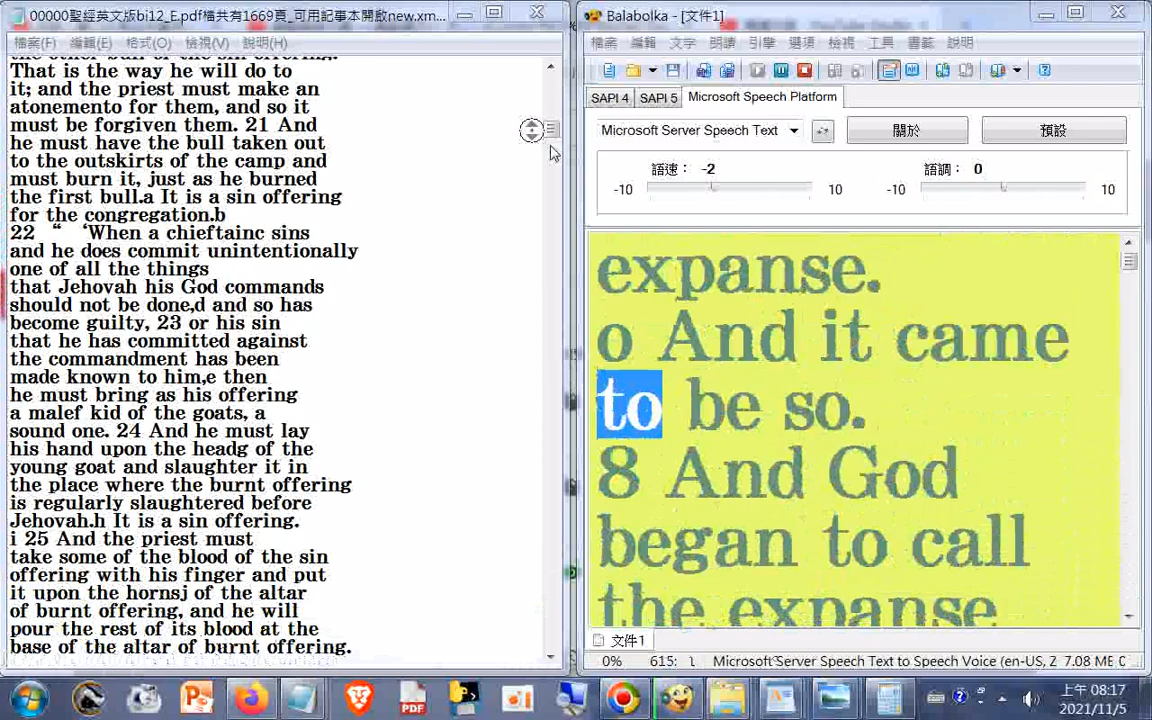 00000聖經英文版bi12_E.pdf檔共有1669頁_可用記事本開啟new.xm...
檔案(F) 編輯(E) 格式(O) 檢視(V) 說明(H)
the other bull of the sin offering.
That is the way he will do to
it; and the priest must make an
atonemento for them, and so it
must be forgiven them. 21 And
he must have the bull taken out
to the outskirts of the camp and
must burn it, just as he burned
the first bull.a It is a sin offering
for the congregation.b
22 “ ‘When a chieftainc sins
and he does commit unintentionally
one of all the things
that Jehovah his God commands
should not be done,d and so has
become guilty, 23 or his sin
that he has committed against
the commandment has been
made known to him,e then
he must bring as his offering
a malef kid of the goats, a
sound one. 24 And he must lay
his hand upon the headg of the
young goat and slaughter it in
the place where the burnt offering
is regularly slaughtered before
Jehovah.h It is a sin offering.
i 25 And the priest must
take some of the blood of the sin
offering with his finger and put
it upon the hornsj of the altar
of burnt offering, and he will
pour the rest of its blood at the
base of the altar of burnt offering.
Balabolka - [文件1]
檔案 編輯 文字 朗讀 引擎 選項 檢視 工具 書籤 說明
SAPI 4 SAPI 5 Microsoft Speech Platform
Microsoft Server Speech Text 關於 預設
語速： -2 語調： 0
-10 10 -10 10
expanse.
o And it came
to be so.
8 And God
began to call
the expanse
文件1
0% 615: 1 Microsoft Server Speech Text to Speech Voice (en-US, 2 7.08 MB
PDF
上午 08:17
2021/11/5